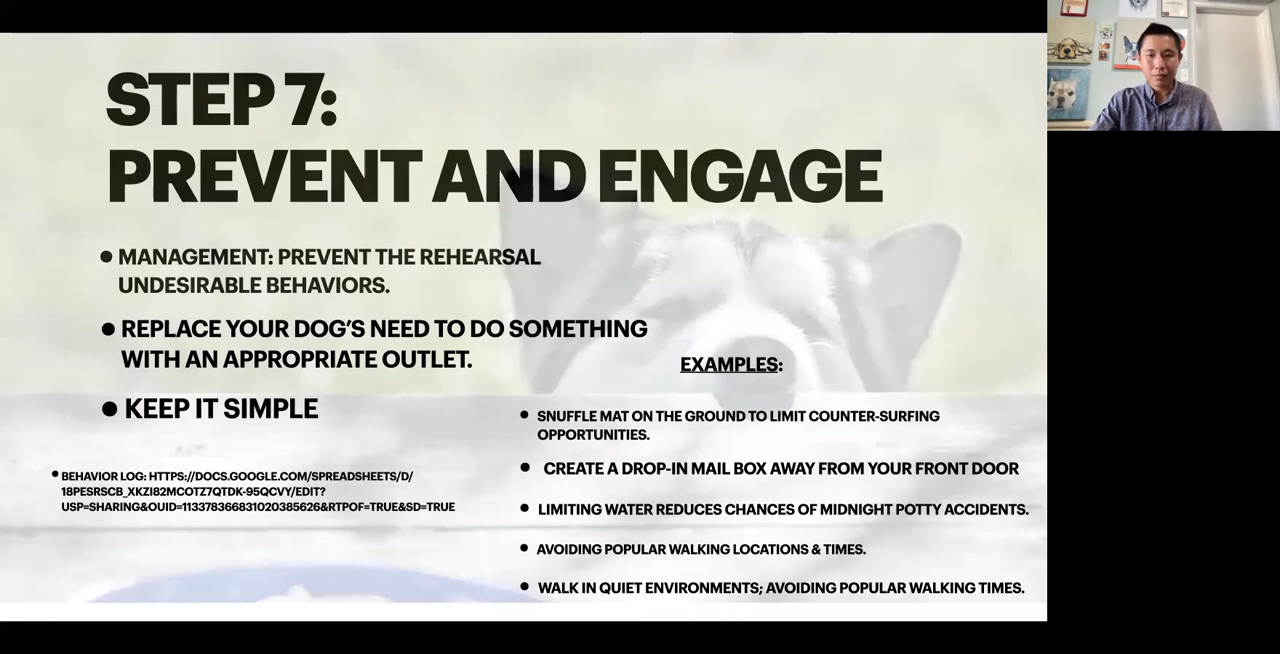 STEP 7:
PREVENT AND ENGAGE
● MANAGEMENT: PREVENT THE REHEARSAL
UNDESIRABLE BEHAVIORS.
● REPLACE YOUR DOG'S NEED TO DO SOMETHING
WITH AN APPROPRIATE OUTLET.
● KEEP IT SIMPLE
● BEHAVIOR LOG: HTTPS://DOCS.GOOGLE.COM/SPREADSHEETS/D/
18PESRSCB_XKZI82MCOTZ7QTDK-95QCVY/EDIT?
USP=SHARING&OUID=113378366831020385626&RTPOF=TRUE&SD=TRUE
EXAMPLES:
● SNUFFLE MAT ON THE GROUND TO LIMIT COUNTER-SURFING
OPPORTUNITIES.
● CREATE A DROP-IN MAIL BOX AWAY FROM YOUR FRONT DOOR
● LIMITING WATER REDUCES CHANCES OF MIDNIGHT POTTY ACCIDENTS.
● AVOIDING POPULAR WALKING LOCATIONS & TIMES.
● WALK IN QUIET ENVIRONMENTS; AVOIDING POPULAR WALKING TIMES.